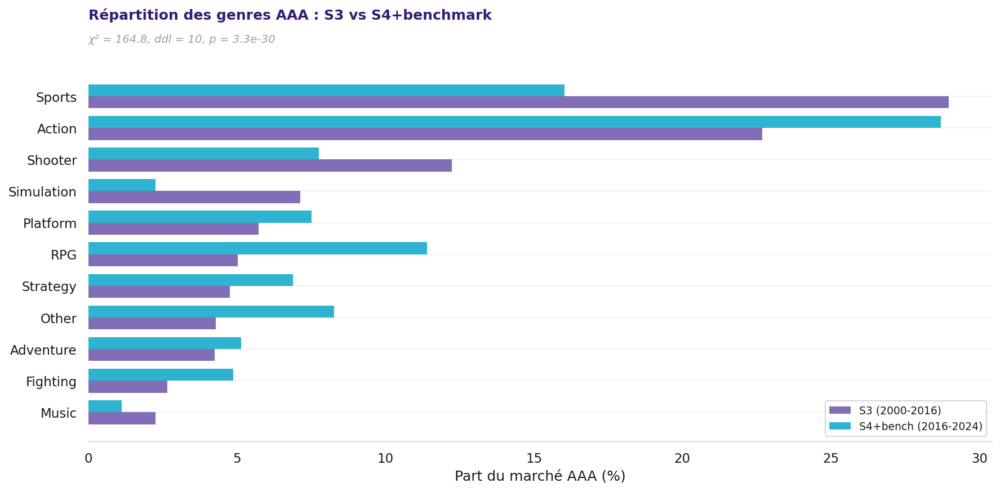 Répartition des genres AAA : S3 vs S4+benchmark
χ² = 164.8, ddl = 10, p = 3.3e-30
Sports
Action
Shooter
Simulation
Platform
RPG
Strategy
Other
Adventure
Fighting
Music
S3 (2000-2016)
S4+bench (2016-2024)
0 5 10 15 20 25 30
Part du marché AAA (%)